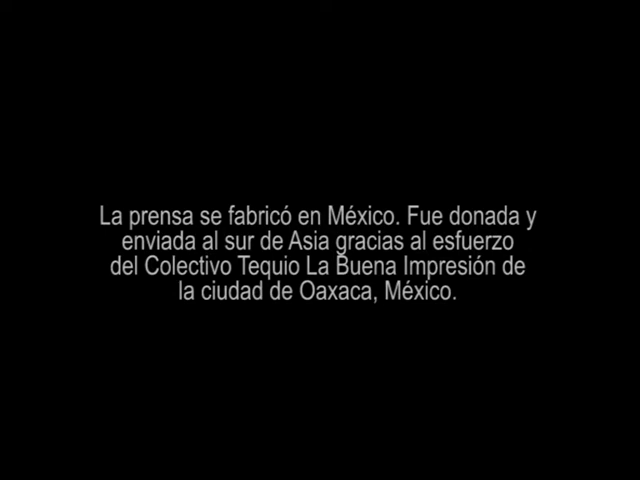 La prensa se fabricó en México. Fue donada y
enviada al sur de Asia gracias al esfuerzo
del Colectivo Tequio La Buena Impresión de
la ciudad de Oaxaca, México.